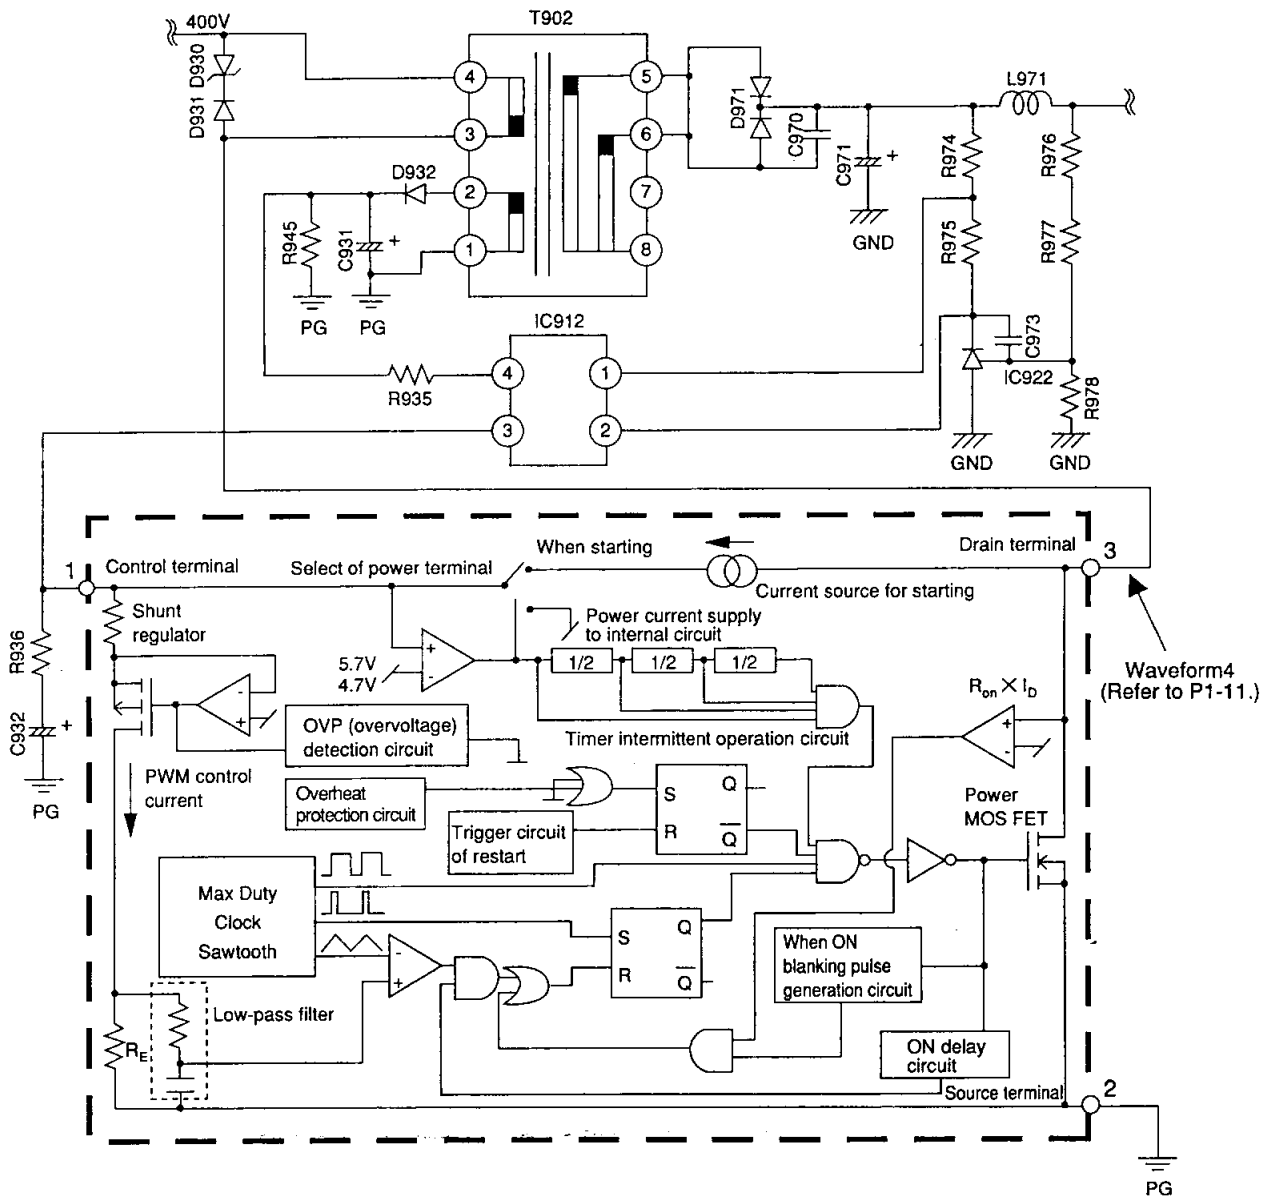 400V
T902
D930
D931
4
3
2
1
5
6
7
8
D932
R945
C931
+
PG
PG
D971
C970
C971
+
GND
L971
R974
R975
R976
R977
C973
IC922
R978
GND
GND
IC912
4
3
1
2
R935
1
Control terminal
Select of power terminal
When starting
Drain terminal
3
Current source for starting
Shunt
regulator
Power current supply
to internal circuit
R936
C932
+
PG
5.7V
4.7V
+
-
1/2
1/2
1/2
Waveform4
(Refer to P1-11.)
Ron × ID
+
-
-
+
OVP (overvoltage)
detection circuit
Timer intermittent operation circuit
PWM control
current
Overheat
protection circuit
Trigger circuit
of restart
S
R
Q
Q̅
Power
MOS FET
Max Duty
Clock
Sawtooth
-
+
S
R
Q
Q̅
When ON
blanking pulse
generation circuit
Low-pass filter
RE
ON delay
circuit
Source terminal
2
PG